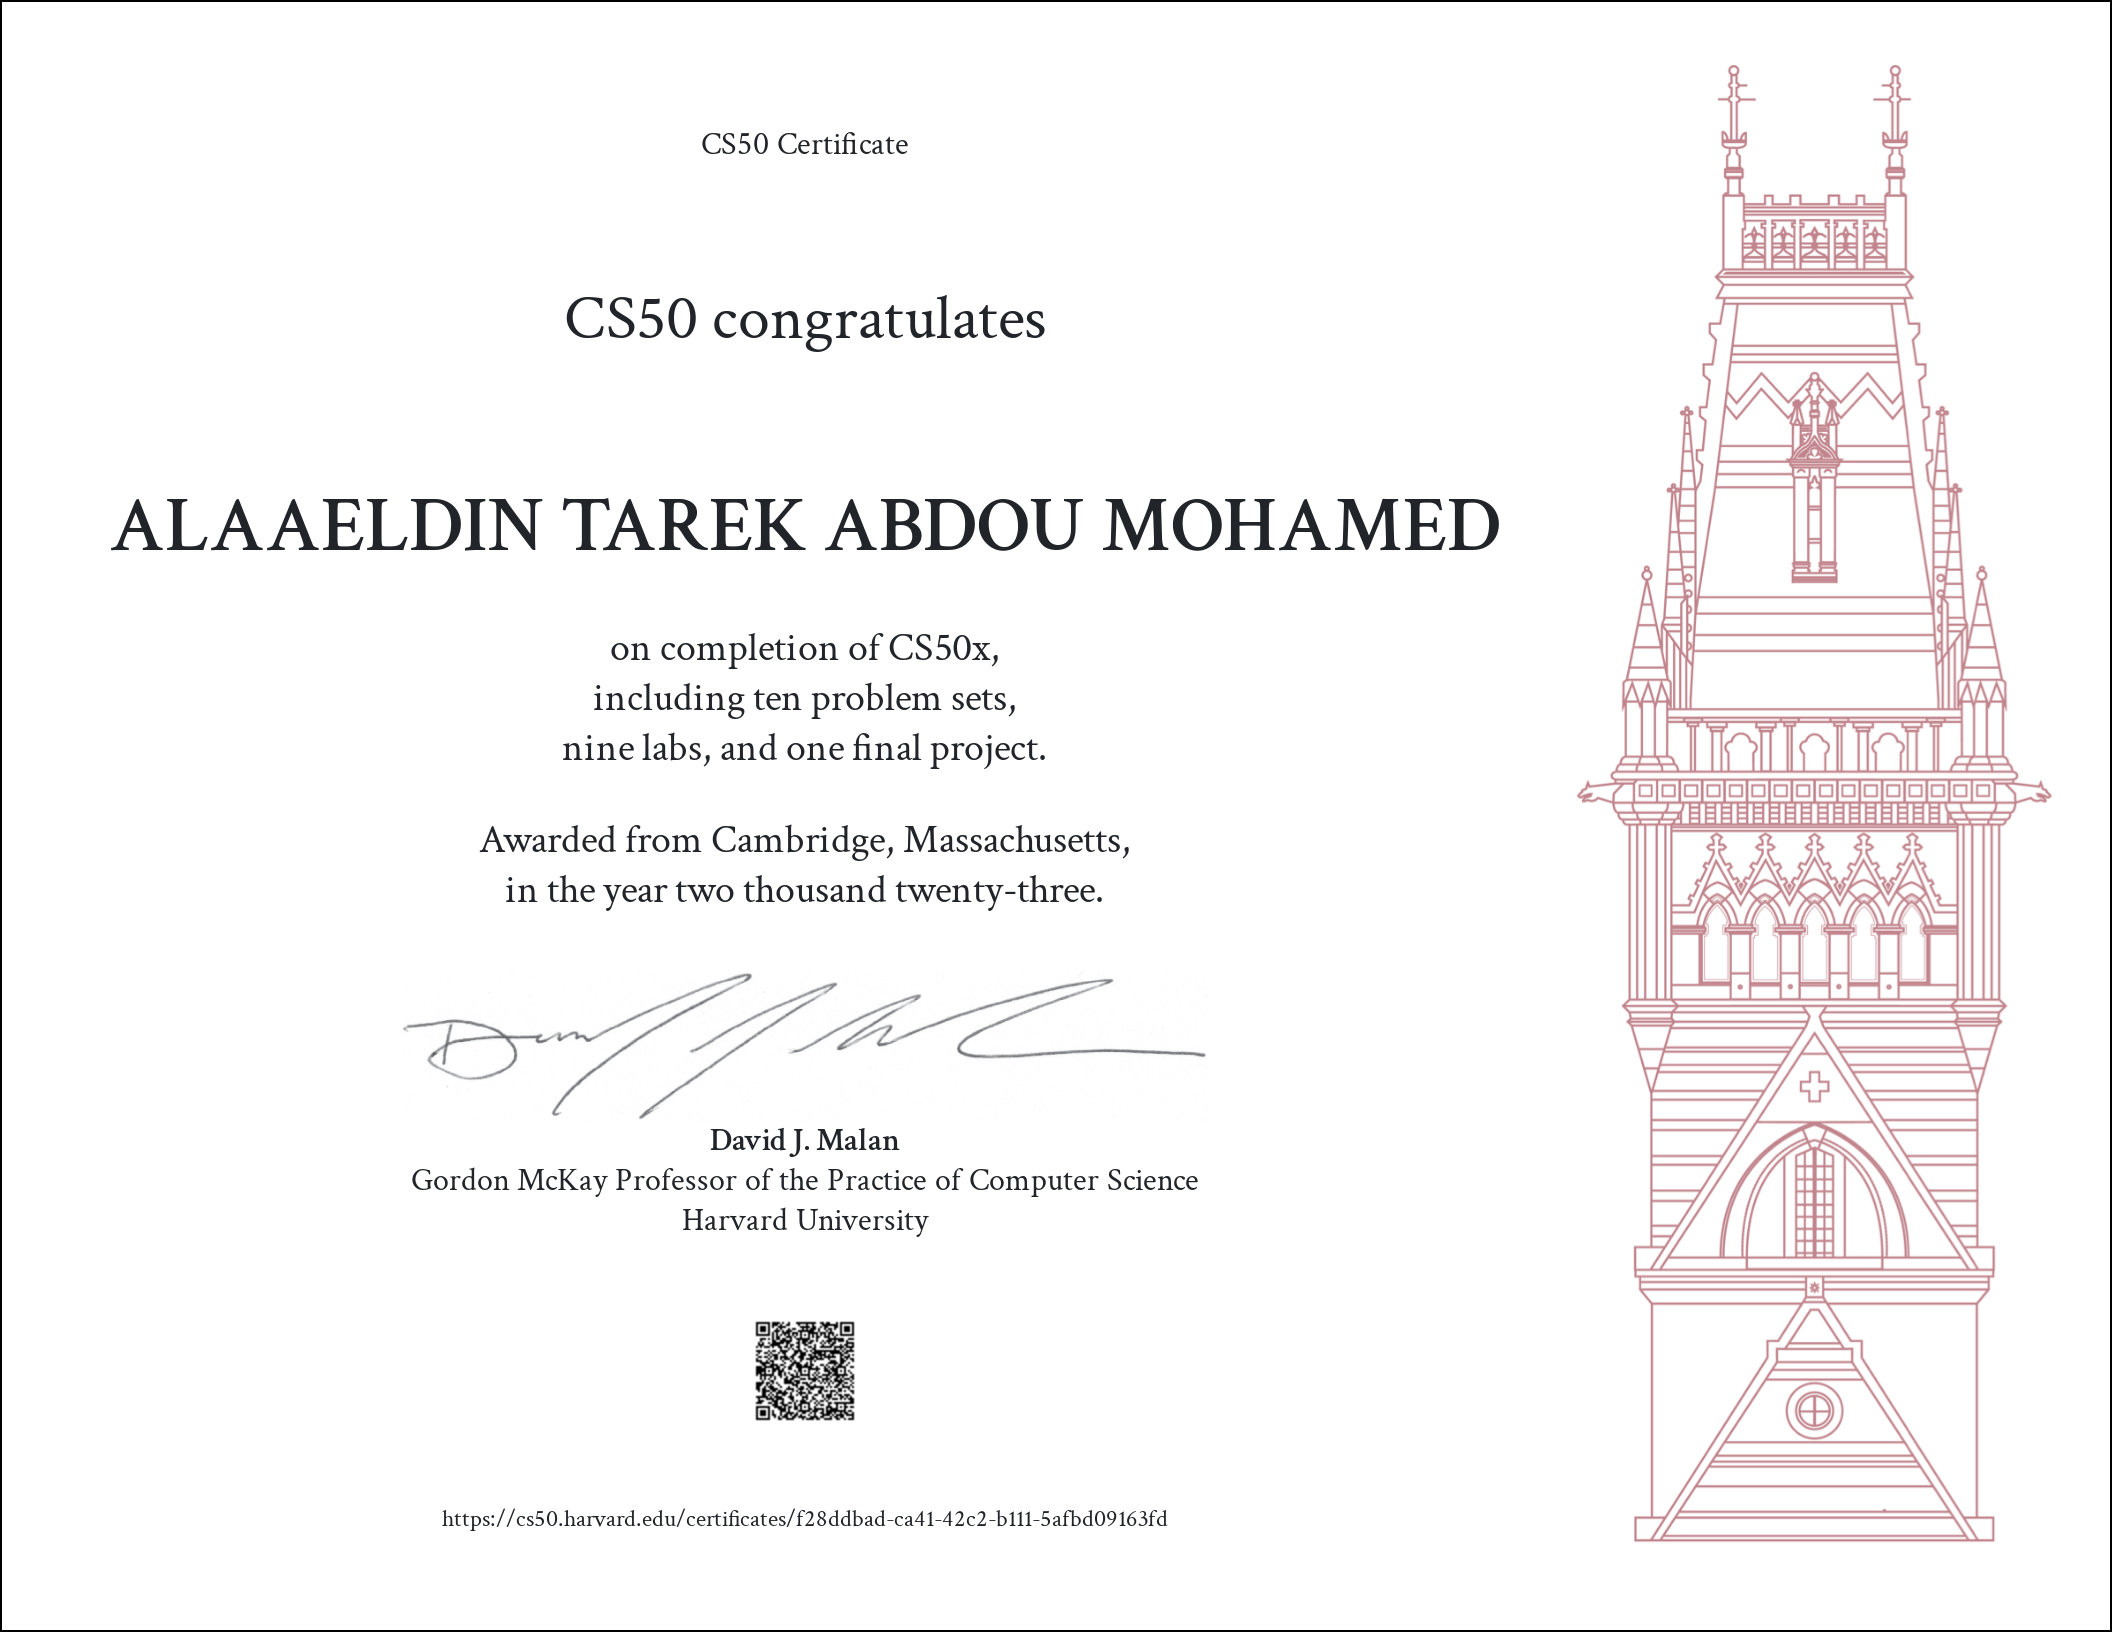 CS50 Certificate
CS50 congratulates
ALAAELDIN TAREK ABDOU MOHAMED
on completion of CS50x,
including ten problem sets,
nine labs, and one final project.
Awarded from Cambridge, Massachusetts,
in the year two thousand twenty-three.
David J. Malan
Gordon McKay Professor of the Practice of Computer Science
Harvard University
https://cs50.harvard.edu/certificates/f28ddbad-ca41-42c2-b111-5afbd09163fd